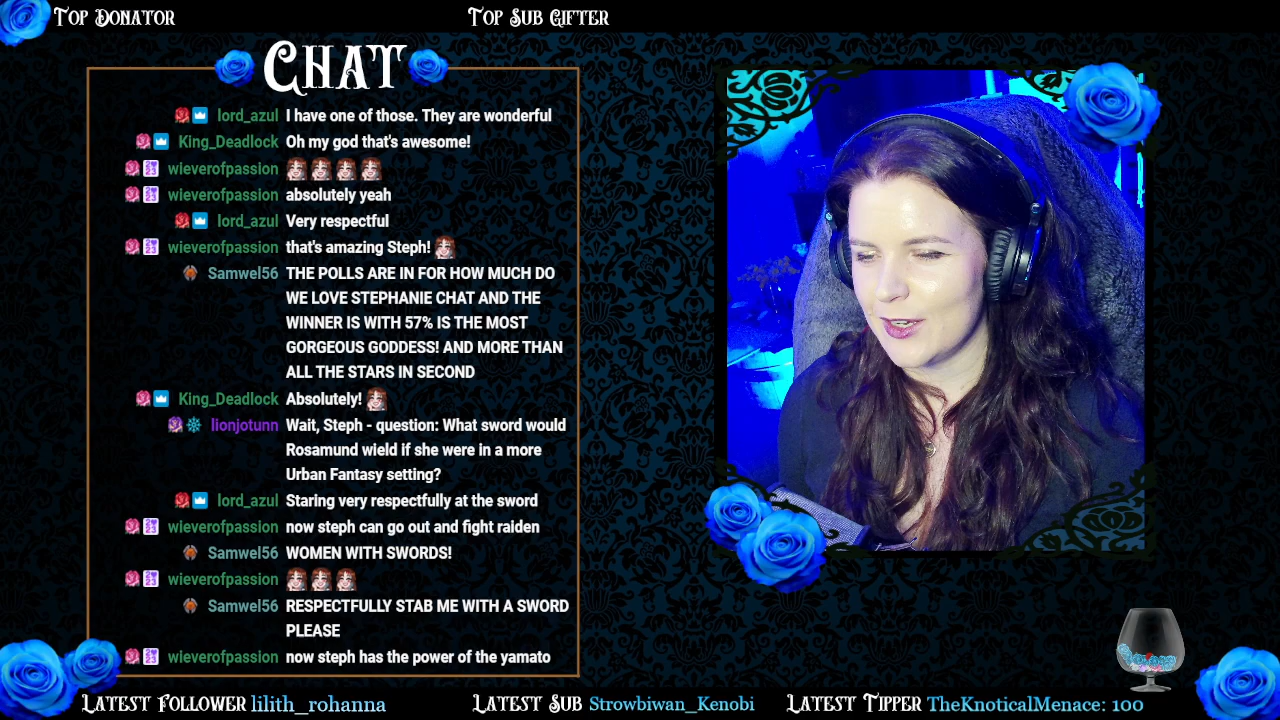 Top Donator
Top Sub Gifter
Chat
lord_azul I have one of those. They are wonderful
King_Deadlock Oh my god that's awesome!
wieverofpassion
wieverofpassion absolutely yeah
lord_azul Very respectful
wieverofpassion that's amazing Steph!
Samwel56 THE POLLS ARE IN FOR HOW MUCH DO
WE LOVE STEPHANIE CHAT AND THE
WINNER IS WITH 57% IS THE MOST
GORGEOUS GODDESS! AND MORE THAN
ALL THE STARS IN SECOND
King_Deadlock Absolutely!
lionjotunn Wait, Steph - question: What sword would
Rosamund wield if she were in a more
Urban Fantasy setting?
lord_azul Staring very respectfully at the sword
wieverofpassion now steph can go out and fight raiden
Samwel56 WOMEN WITH SWORDS!
wieverofpassion
Samwel56 RESPECTFULLY STAB ME WITH A SWORD
PLEASE
wieverofpassion now steph has the power of the yamato
Latest Follower lilith_rohanna
Latest Sub Strowbiwan_Kenobi
Latest Tipper TheKnoticalMenace: 100